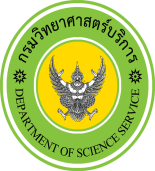 กรมวิทยาศาสตร์บริการ
DEPARTMENT OF SCIENCE SERVICE